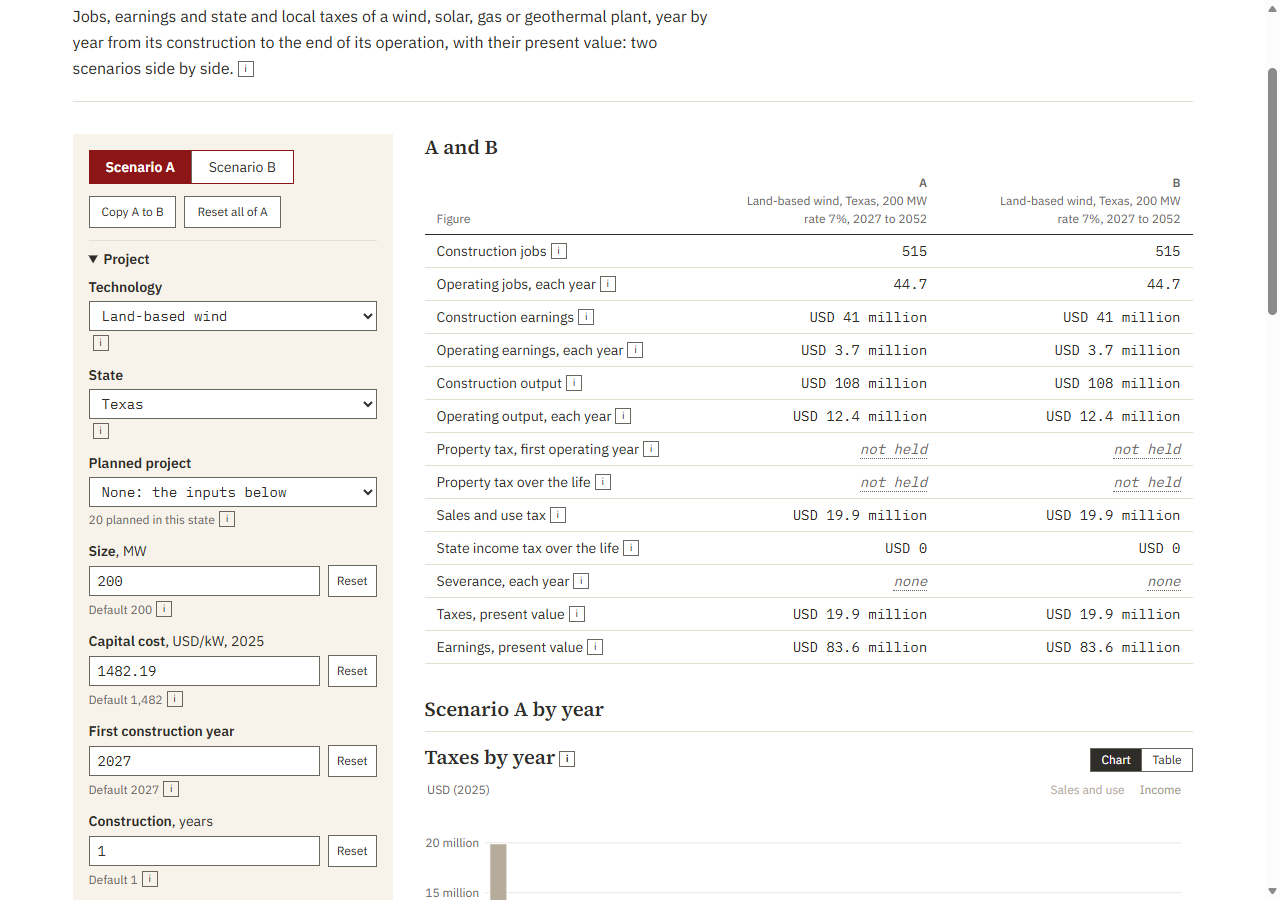 Jobs, earnings and state and local taxes of a wind, solar, gas or geothermal plant, year by
year from its construction to the end of its operation, with their present value: two
scenarios side by side. i
Scenario A Scenario B
Copy A to B Reset all of A
▼ Project
Technology
Land-based wind
i
State
Texas
i
Planned project
None: the inputs below
20 planned in this state i
Size, MW
200 Reset
Default 200 i
Capital cost, USD/kW, 2025
1482.19 Reset
Default 1,482 i
First construction year
2027 Reset
Default 2027 i
Construction, years
1 Reset
Default 1 i
A and B
A B
Land-based wind, Texas, 200 MW Land-based wind, Texas, 200 MW
Figure rate 7%, 2027 to 2052 rate 7%, 2027 to 2052
Construction jobs i 515 515
Operating jobs, each year i 44.7 44.7
Construction earnings i USD 41 million USD 41 million
Operating earnings, each year i USD 3.7 million USD 3.7 million
Construction output i USD 108 million USD 108 million
Operating output, each year i USD 12.4 million USD 12.4 million
Property tax, first operating year i not held not held
Property tax over the life i not held not held
Sales and use tax i USD 19.9 million USD 19.9 million
State income tax over the life i USD 0 USD 0
Severance, each year i none none
Taxes, present value i USD 19.9 million USD 19.9 million
Earnings, present value i USD 83.6 million USD 83.6 million
Scenario A by year
Taxes by year i Chart Table
USD (2025) Sales and use Income
20 million
15 million